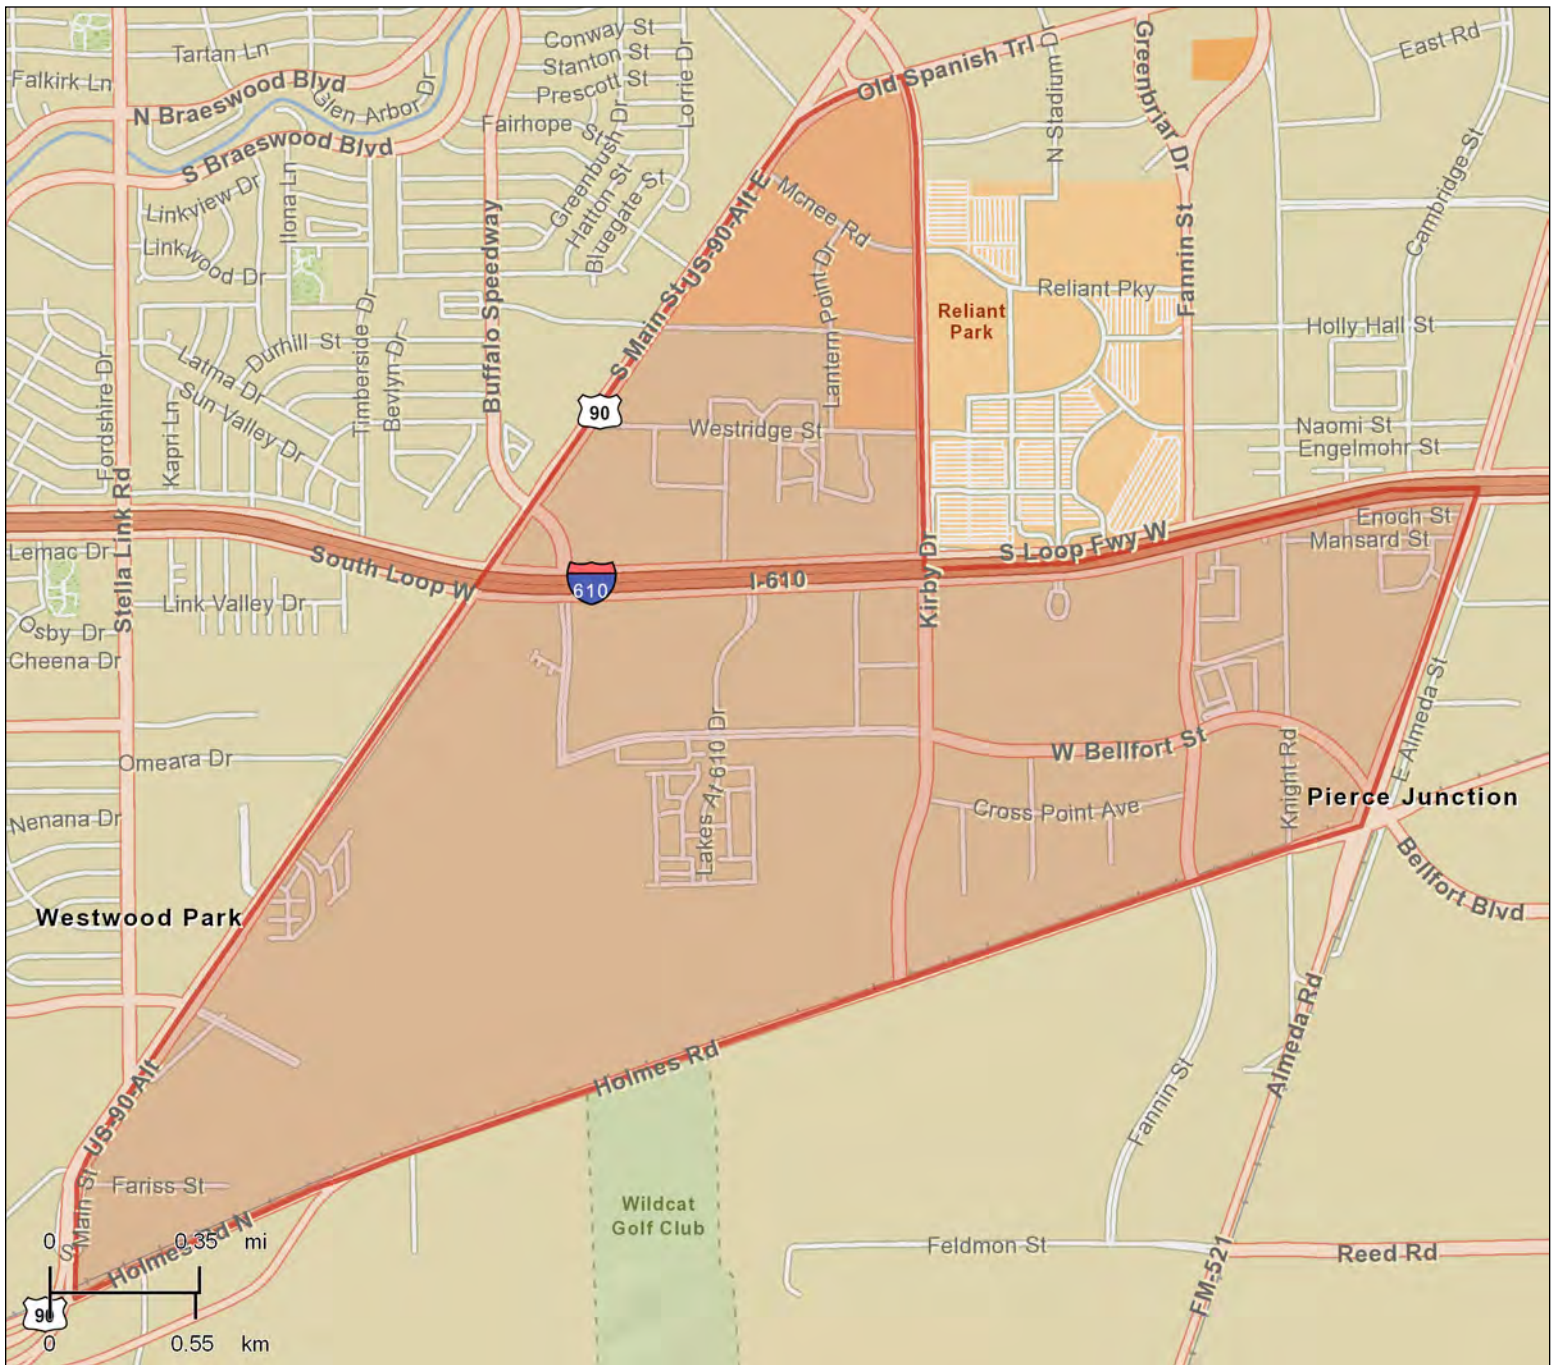 Conway St
Stanton St
Prescott St
Lorrie Dr
Old Spanish Trl
N Stadium Dr
Greenbriar Dr
East Rd
Tartan Ln
Falkirk Ln
N Braeswood Blvd
Glen Arbor Dr
S Braeswood Blvd
Fairhope St
Greenbush Dr
Hatton St
Bluegate St
Linkview Dr
Ilona Ln
Linkwood Dr
Buffalo Speedway
S Main St
US-90-Alt E
Mcnee Rd
Lantern Point Dr
Reliant
Park
Reliant Pky
Fannin St
Cambridge St
Holly Hall St
Fordshire Dr
Latma Dr
Durhill St
Timberside Dr
Bevlyn Dr
Sun Valley Dr
Kapri Ln
90
Westridge St
Naomi St
Engelmohr St
Stella Link Rd
Lemac Dr
South Loop W
610
I-610
Kirby Dr
S Loop Fwy W
Enoch St
Mansard St
Link Valley Dr
Osby Dr
Cheena Dr
Omeara Dr
Nenana Dr
Lakes At 610 Dr
W Bellfort St
Cross Point Ave
Knight Rd
E Almeda St
Pierce Junction
Bellfort Blvd
Westwood Park
US-90-Alt
Holmes Rd
Almeda Rd
Fannin St
Fariss St
S Main St
Holmes Rd N
Wildcat
Golf Club
Feldmon St
Reed Rd
FM-521
0 0.35 mi
90
0 0.55 km